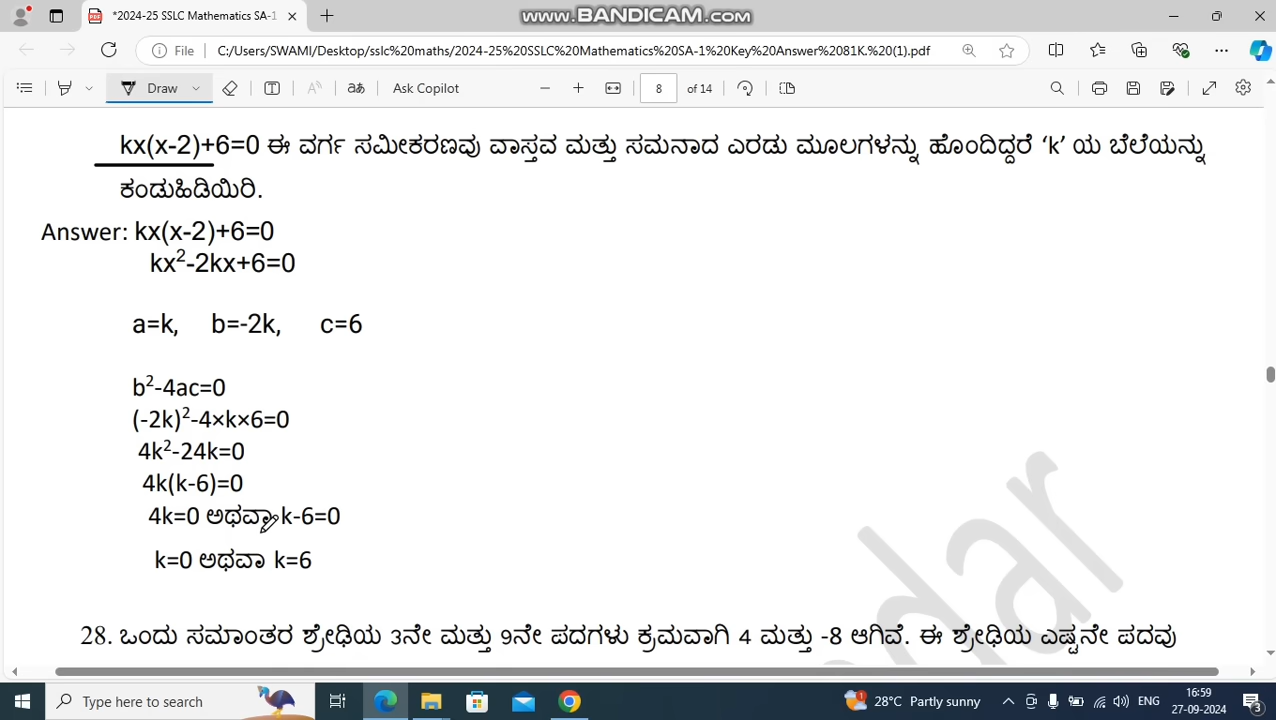 *2024-25 SSLC Mathematics SA-1
www.BANDICAM.com
File C:/Users/SWAMI/Desktop/sslc%20maths/2024-25%20SSLC%20Mathematics%20SA-1%20Key%20Answer%2081K.%20(1).pdf
Draw aあ Ask Copilot 8 of 14
kx(x-2)+6=0 ಈ ವರ್ಗ ಸಮೀಕರಣವು ವಾಸ್ತವ ಮತ್ತು ಸಮನಾದ ಎರಡು ಮೂಲಗಳನ್ನು ಹೊಂದಿದ್ದರೆ ‘k’ ಯ ಬೆಲೆಯನ್ನು
ಕಂಡುಹಿಡಿಯಿರಿ.
Answer: kx(x-2)+6=0
kx²-2kx+6=0
a=k, b=-2k, c=6
b²-4ac=0
(-2k)²-4×k×6=0
4k²-24k=0
4k(k-6)=0
4k=0 ಅಥವಾ k-6=0
k=0 ಅಥವಾ k=6
28. ಒಂದು ಸಮಾಂತರ ಶ್ರೇಢಿಯ 3ನೇ ಮತ್ತು 9ನೇ ಪದಗಳು ಕ್ರಮವಾಗಿ 4 ಮತ್ತು -8 ಆಗಿವೆ. ಈ ಶ್ರೇಢಿಯ ಎಷ್ಟನೇ ಪದವು
Type here to search 28°C Partly sunny ENG 16:59
27-09-2024 3